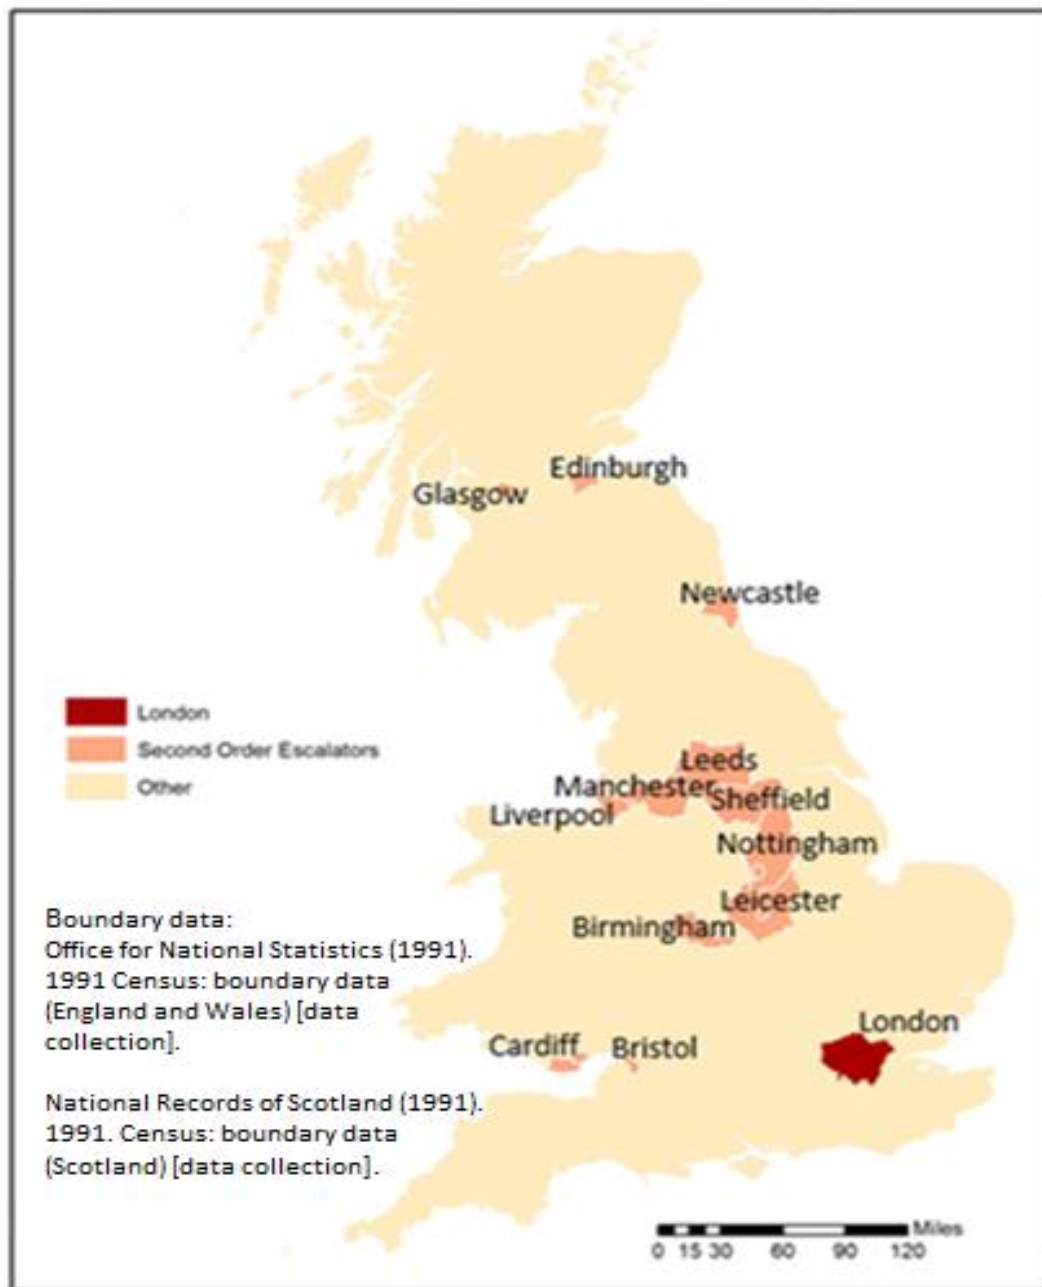 Edinburgh
Glasgow
Newcastle
London
Second Order Escalators
Other
Leeds
Manchester
Sheffield
Liverpool
Nottingham
Leicester
Birmingham
Boundary data:
Office for National Statistics (1991).
1991 Census: boundary data
(England and Wales) [data
collection].
London
Cardiff
Bristol
National Records of Scotland (1991).
1991. Census: boundary data
(Scotland) [data collection].
Miles
0 15 30 60 90 120